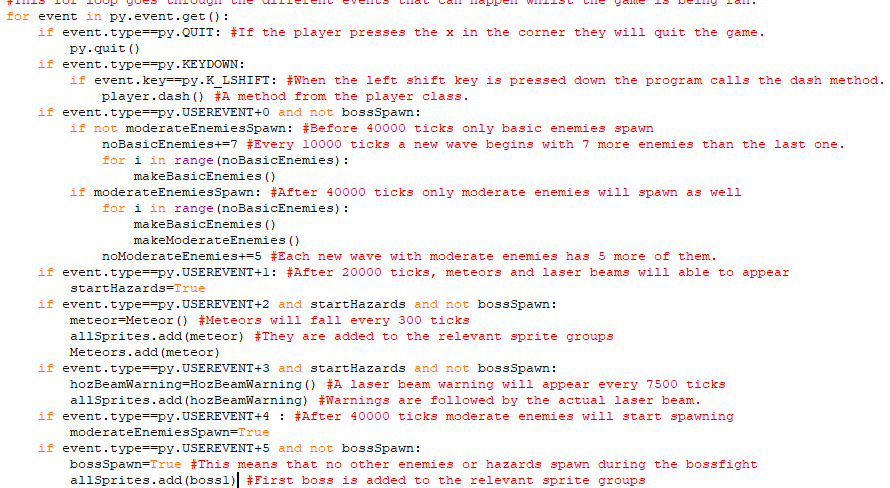 #This for loop goes through the different events that can happen whilst the game is being ran.
for event in py.event.get():
    if event.type==py.QUIT: #If the player presses the x in the corner they will quit the game.
        py.quit()
    if event.type==py.KEYDOWN:
        if event.key==py.K_LSHIFT: #When the left shift key is pressed down the program calls the dash method.
            player.dash() #A method from the player class.
    if event.type==py.USEREVENT+0 and not bossSpawn:
        if not moderateEnemiesSpawn: #Before 40000 ticks only basic enemies spawn
            noBasicEnemies+=7 #Every 10000 ticks a new wave begins with 7 more enemies than the last one.
            for i in range(noBasicEnemies):
                makeBasicEnemies()
        if moderateEnemiesSpawn: #After 40000 ticks only moderate enemies will spawn as well
            for i in range(noBasicEnemies):
                makeBasicEnemies()
                makeModerateEnemies()
            noModerateEnemies+=5 #Each new wave with moderate enemies has 5 more of them.
    if event.type==py.USEREVENT+1: #After 20000 ticks, meteors and laser beams will able to appear
        startHazards=True
    if event.type==py.USEREVENT+2 and startHazards and not bossSpawn:
        meteor=Meteor() #Meteors will fall every 300 ticks
        allSprites.add(meteor) #They are added to the relevant sprite groups
        Meteors.add(meteor)
    if event.type==py.USEREVENT+3 and startHazards and not bossSpawn:
        hozBeamWarning=HozBeamWarning() #A laser beam warning will appear every 7500 ticks
        allSprites.add(hozBeamWarning) #Warnings are followed by the actual laser beam.
    if event.type==py.USEREVENT+4 : #After 40000 ticks moderate enemies will start spawning
        moderateEnemiesSpawn=True
    if event.type==py.USEREVENT+5 and not bossSpawn:
        bossSpawn=True #This means that no other enemies or hazards spawn during the bossfight
        allSprites.add(boss1) #First boss is added to the relevant sprite groups